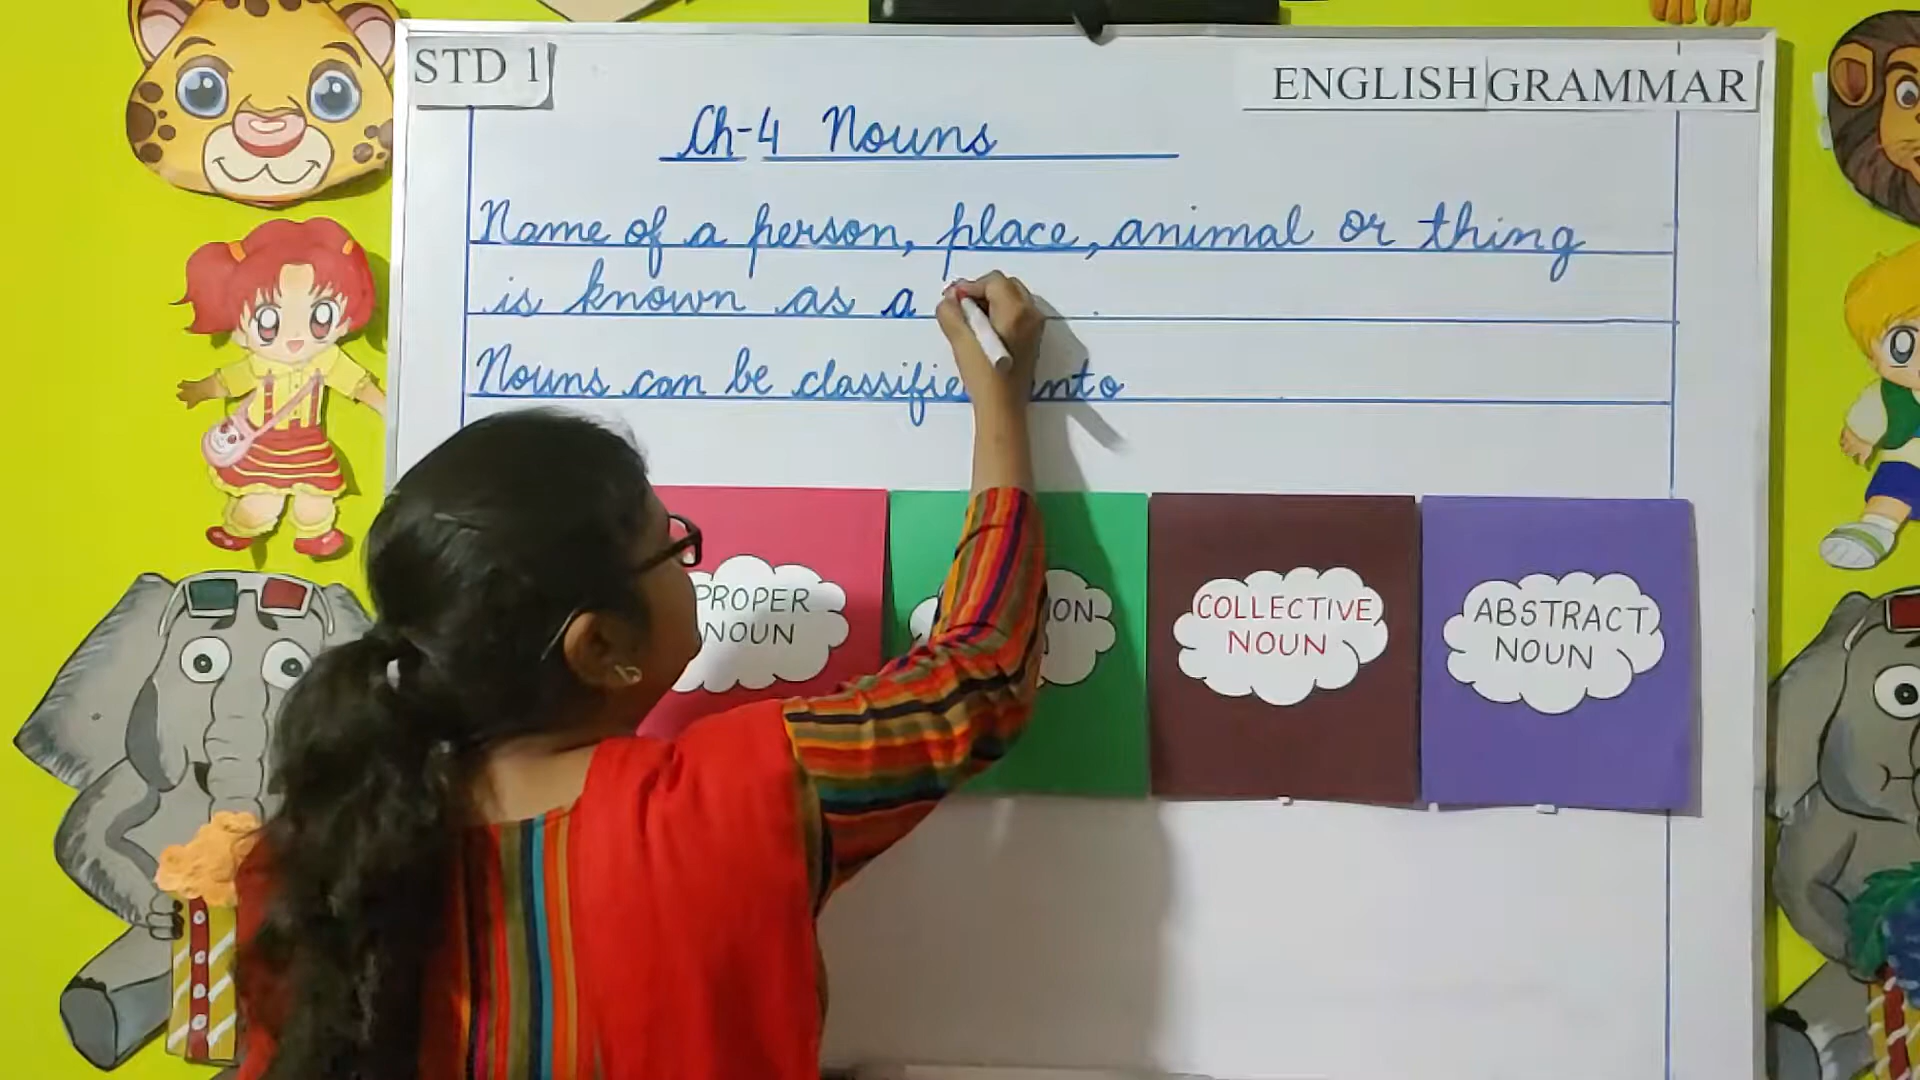 STD 1
ENGLISH GRAMMAR
Ch-4 Nouns
Name of a person, place, animal or thing
is known as a
Nouns can be classified into
PROPER
NOUN
COLLECTIVE
NOUN
ABSTRACT
NOUN